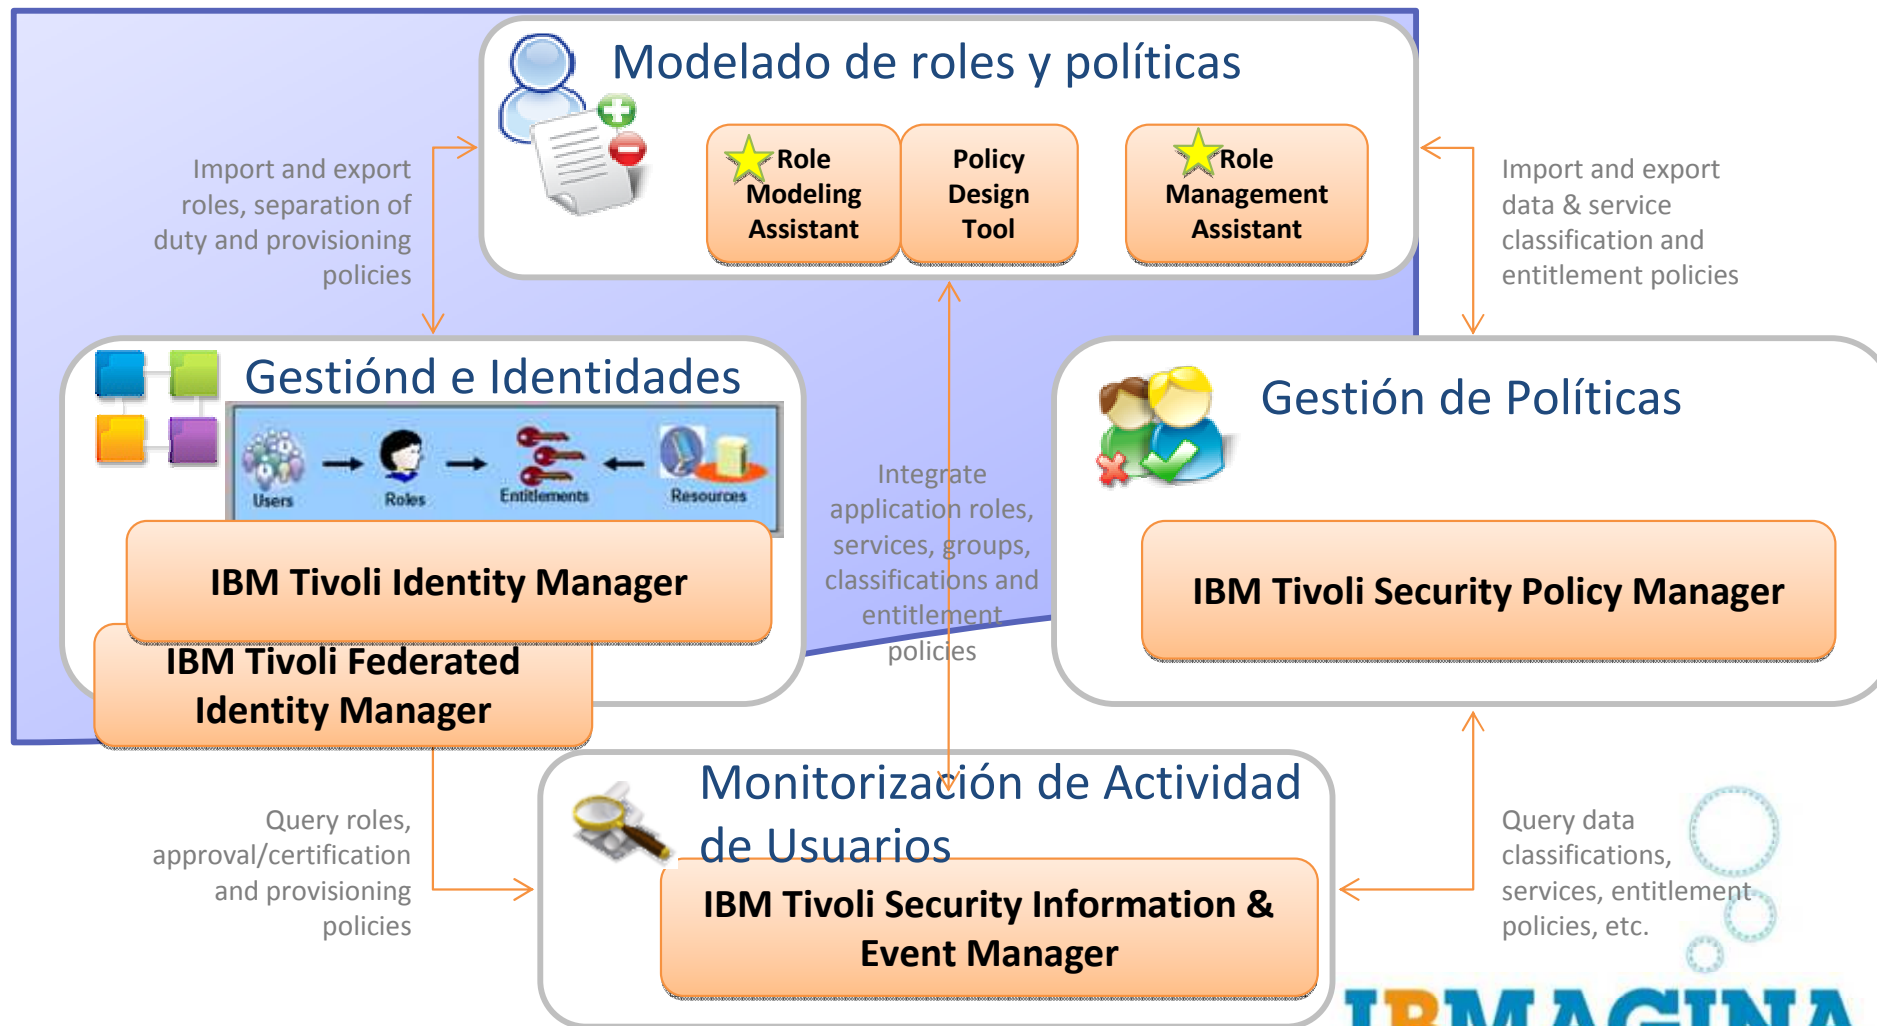 Modelado de roles y políticas
Role
Modeling
Assistant
Policy
Design
Tool
Role
Management
Assistant
Import and export
roles, separation of
duty and provisioning
policies
Import and export
data & service
classification and
entitlement policies
Gestiónd e Identidades
Users
Roles
Entitlements
Resources
IBM Tivoli Identity Manager
IBM Tivoli Federated
Identity Manager
Integrate
application roles,
services, groups,
classifications and
entitlement
policies
Gestión de Políticas
IBM Tivoli Security Policy Manager
Query roles,
approval/certification
and provisioning
policies
Monitorización de Actividad
de Usuarios
IBM Tivoli Security Information &
Event Manager
Query data
classifications,
services, entitlement
policies, etc.
IBMAGINA